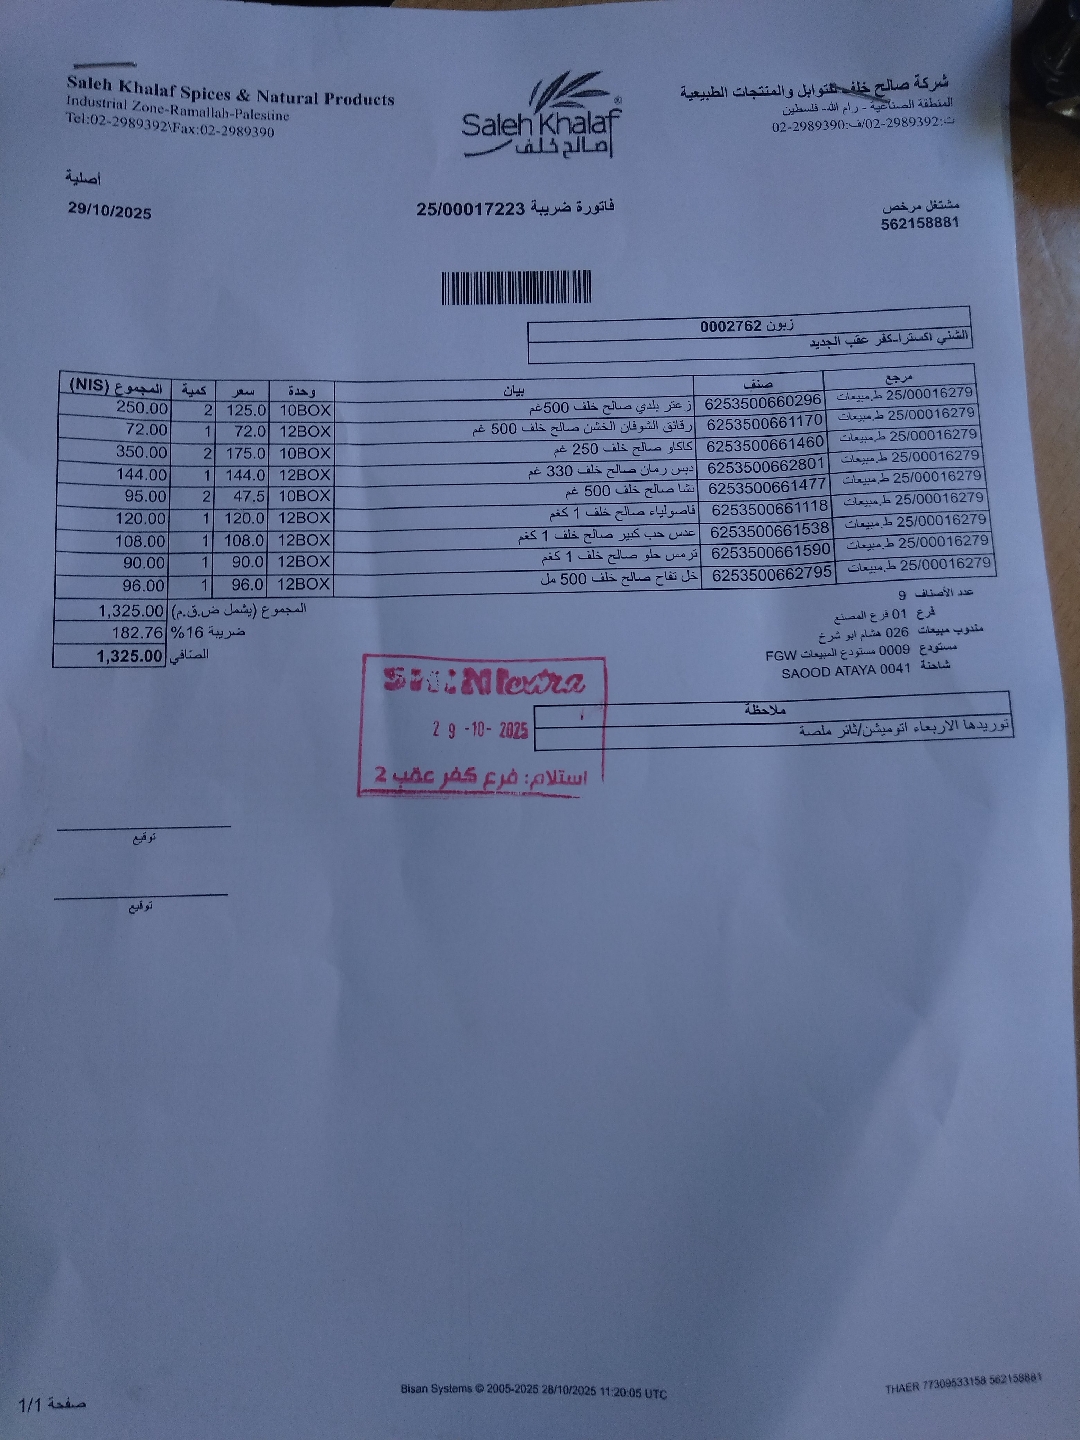 Saleh Khalaf Spices & Natural Products
Industrial Zone-Ramallah-Palestine
Tel:02-2989392\Fax:02-2989390
Saleh Khalaf
®
صالح خلف
شركة صالح خلف للتوابل والمنتجات الطبيعية
المنطقة الصناعية - رام الله- فلسطين
ت:02-2989392/ف:02-2989390
أصلية
29/10/2025
فاتورة ضريبة 25/00017223
مشتغل مرخص
562158881
زبون 0002762
الشني اكسترا-كفر عقب الجديد
مرجع صنف بيان وحدة سعر كمية المجموع (NIS)
25/00016279 ط.مبيعات 6253500660296 زعتر بلدي صالح خلف 500غم 10BOX 125.0 2 250.00
25/00016279 ط.مبيعات 6253500661170 رقائق الشوفان الخشن صالح خلف 500 غم 12BOX 72.0 1 72.00
25/00016279 ط.مبيعات 6253500661460 كاكاو صالح خلف 250 غم 10BOX 175.0 2 350.00
25/00016279 ط.مبيعات 6253500662801 دبس رمان صالح خلف 330 غم 12BOX 144.0 1 144.00
25/00016279 ط.مبيعات 6253500661477 نشا صالح خلف 500 غم 10BOX 47.5 2 95.00
25/00016279 ط.مبيعات 6253500661118 فاصولياء صالح خلف 1 كغم 12BOX 120.0 1 120.00
25/00016279 ط.مبيعات 6253500661538 عدس حب كبير صالح خلف 1 كغم 12BOX 108.0 1 108.00
25/00016279 ط.مبيعات 6253500661590 ترمس حلو صالح خلف 1 كغم 12BOX 90.0 1 90.00
25/00016279 ط.مبيعات 6253500662795 خل تفاح صالح خلف 500 مل 12BOX 96.0 1 96.00
المجموع (يشمل ض.ق.م) 1,325.00
ضريبة 16% 182.76
الصافي 1,325.00
عدد الأصناف 9
فرع 01 فرع المصنع
مندوب مبيعات 026 هشام ابو شرخ
مستودع 0009 مستودع المبيعات FGW
شاحنة 0041 SAOOD ATAYA
ملاحظة
توريدها الاربعاء اتوميشن/ثائر ملصة
29-10-2025
استلام: فرع كفر عقب 2
توقيع
توقيع
صفحة 1/1
Bisan Systems © 2005-2025 28/10/2025 11:20:05 UTC
THAER 77309533158 562158881